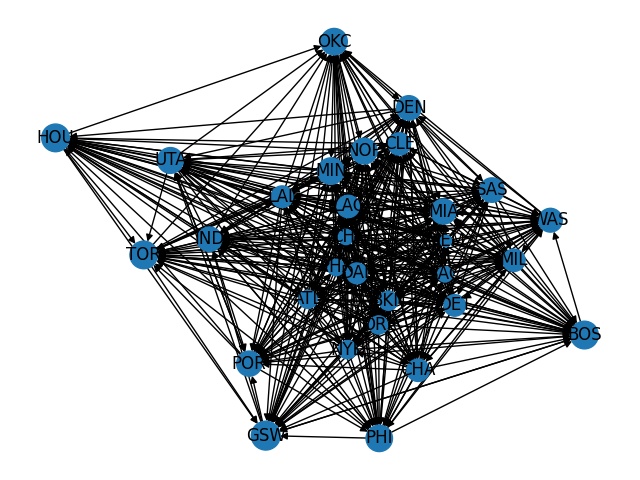 OKC
DEN
HOU
CLE
NOP
UTA
MIN
SAS
LAL
LAC
MIA
WAS
IND
TOR
MIL
DAL
ATL
BKN
DET
ORL
BOS
NYK
POR
CHA
GSW
PHI